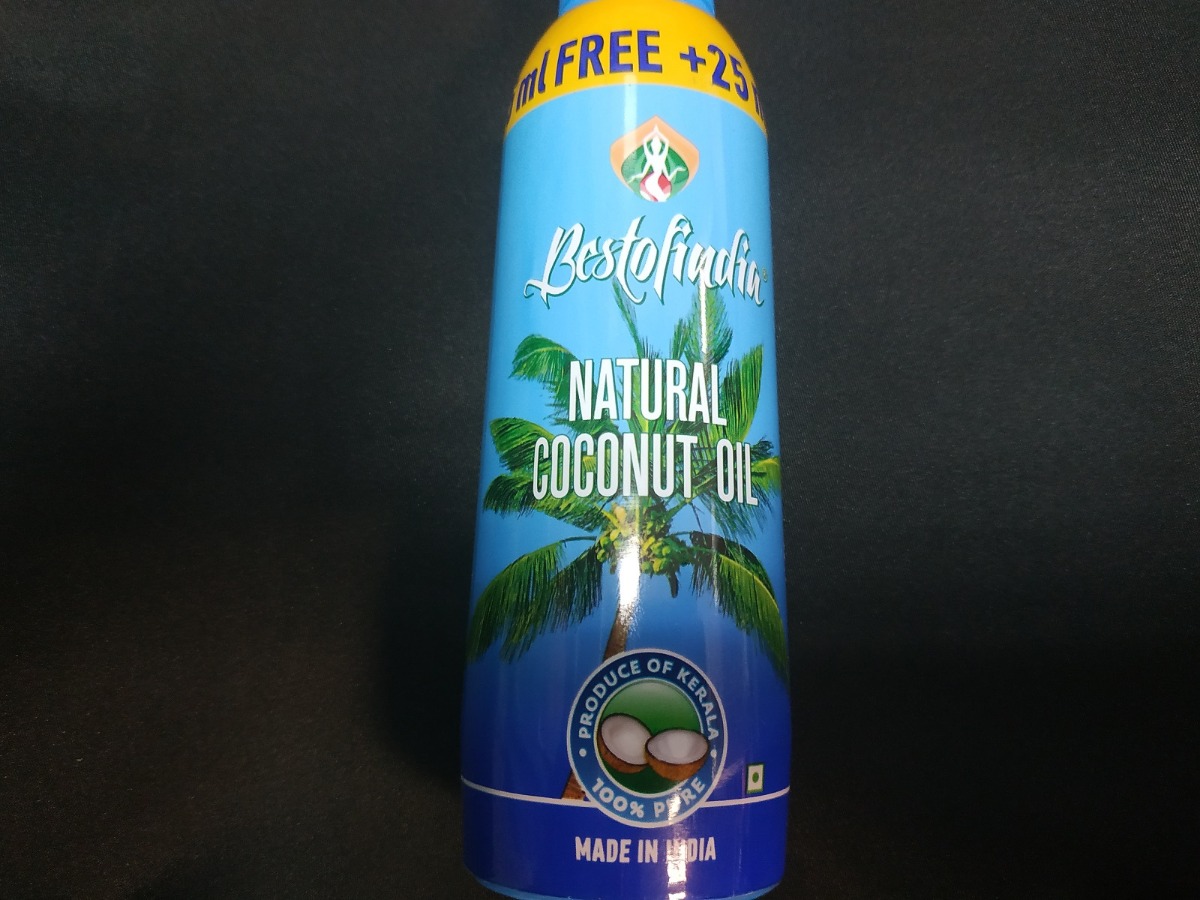 ml FREE +25
Bestofindia
NATURAL
COCONUT OIL
• PRODUCE OF KERALA •
100% PURE
MADE IN INDIA